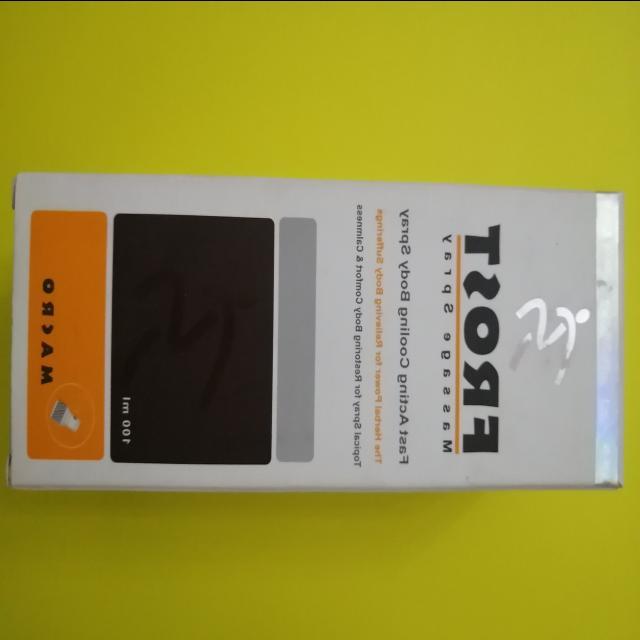 FROST
Massage Spray
Fast Acting Cooling Body Spray
The Herbal Power for Relieving Body Sufferings
Topical Spray for Restoring Body Comfort & Calmness
100 ml
MACRO